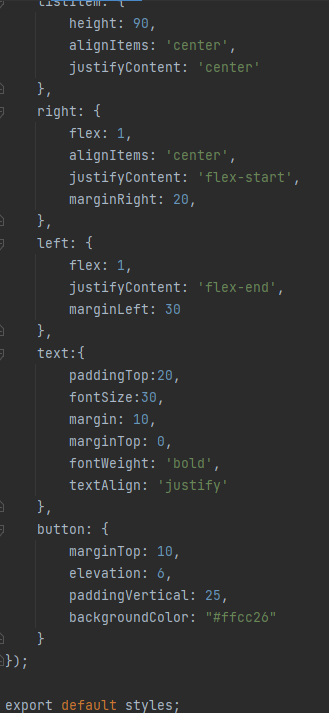 listItem: {
height: 90,
alignItems: 'center',
justifyContent: 'center'
},
right: {
flex: 1,
alignItems: 'center',
justifyContent: 'flex-start',
marginRight: 20,
},
left: {
flex: 1,
justifyContent: 'flex-end',
marginLeft: 30
},
text:{
paddingTop:20,
fontSize:30,
margin: 10,
marginTop: 0,
fontWeight: 'bold',
textAlign: 'justify'
},
button: {
marginTop: 10,
elevation: 6,
paddingVertical: 25,
backgroundColor: "#ffcc26"
}
});
export default styles;